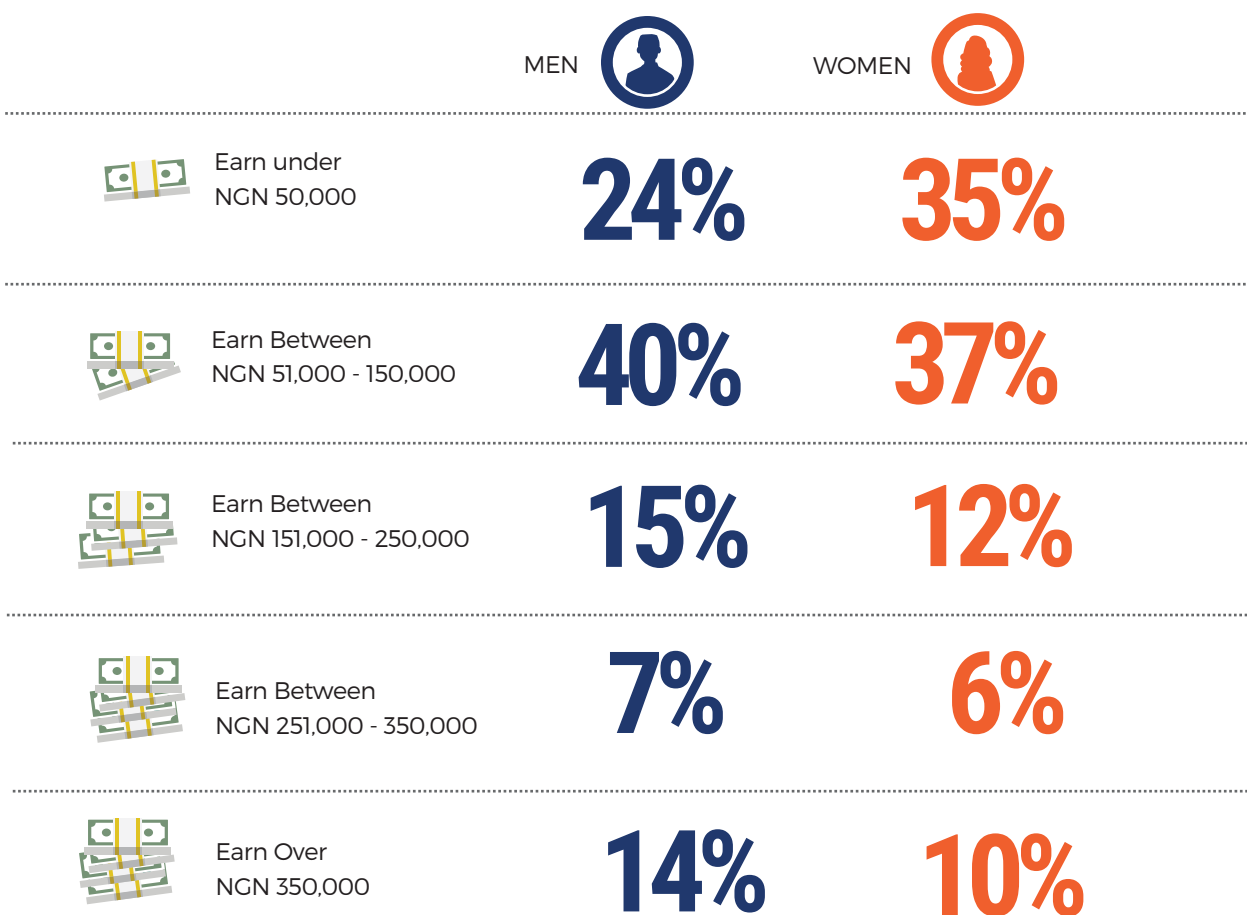 MEN WOMEN
Earn under
NGN 50,000
24% 35%
Earn Between
NGN 51,000 - 150,000
40% 37%
Earn Between
NGN 151,000 - 250,000
15% 12%
Earn Between
NGN 251,000 - 350,000
7% 6%
Earn Over
NGN 350,000
14% 10%